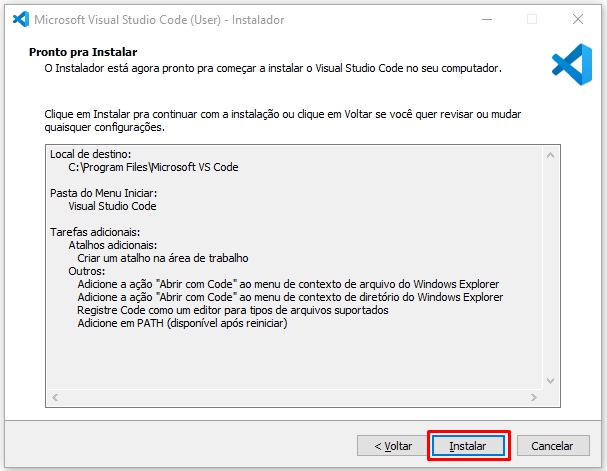 Microsoft Visual Studio Code (User) - Instalador
Pronto pra Instalar
O Instalador está agora pronto pra começar a instalar o Visual Studio Code no seu computador.
Clique em Instalar pra continuar com a instalação ou clique em Voltar se você quer revisar ou mudar
quaisquer configurações.
Local de destino:
C:\Program Files\Microsoft VS Code
Pasta do Menu Iniciar:
Visual Studio Code
Tarefas adicionais:
Atalhos adicionais:
Criar um atalho na área de trabalho
Outros:
Adicione a ação "Abrir com Code" ao menu de contexto de arquivo do Windows Explorer
Adicione a ação "Abrir com Code" ao menu de contexto de diretório do Windows Explorer
Registre Code como um editor para tipos de arquivos suportados
Adicione em PATH (disponível após reiniciar)
< Voltar Instalar Cancelar